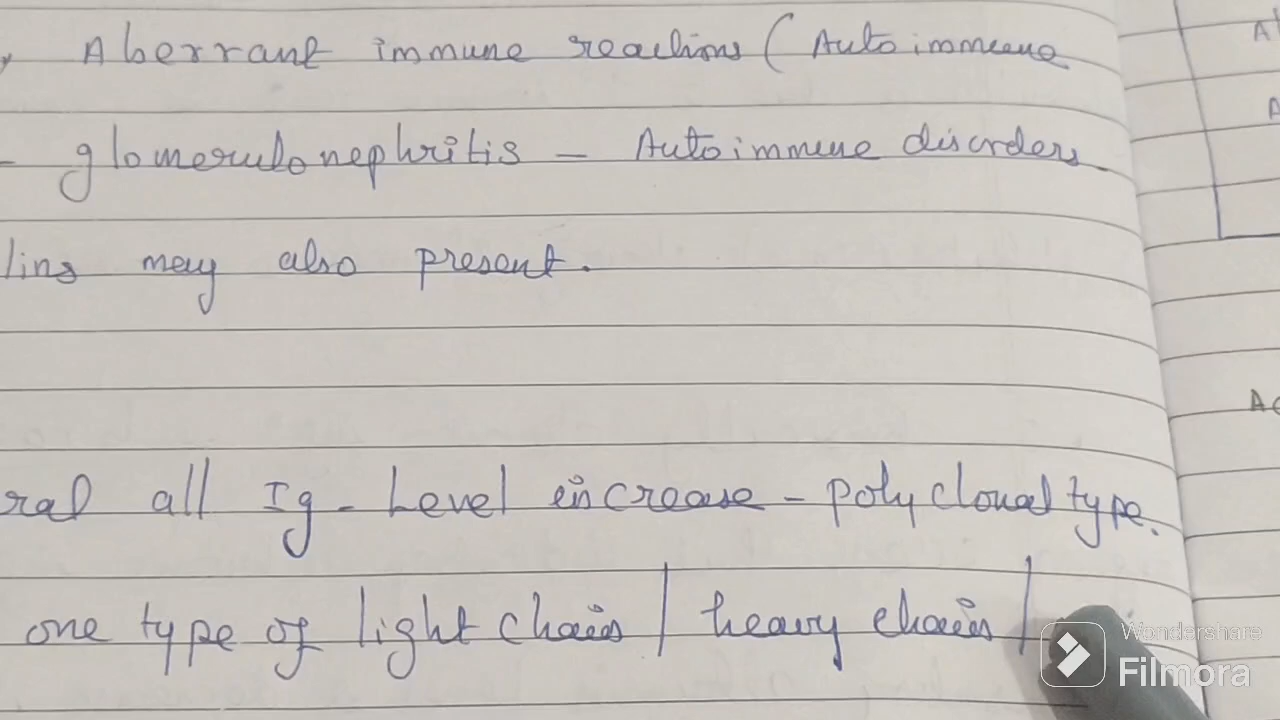 Aberrant immune reactions ( Autoimmune
- glomerulonephritis - Autoimmune disorders
lins may also present.
ral all Ig - Level increase - polyclonal type.
one type of light chain / heavy chain /
Wondershare
Filmora